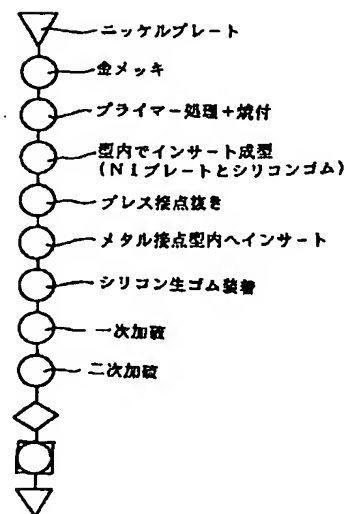 ニッケルプレート
金メッキ
プライマー処理+焼付
型内でインサート成型
(N1プレートとシリコンゴム)
プレス接点抜き
メタル接点型内へインサート
シリコン生ゴム装着
一次加硫
二次加硫